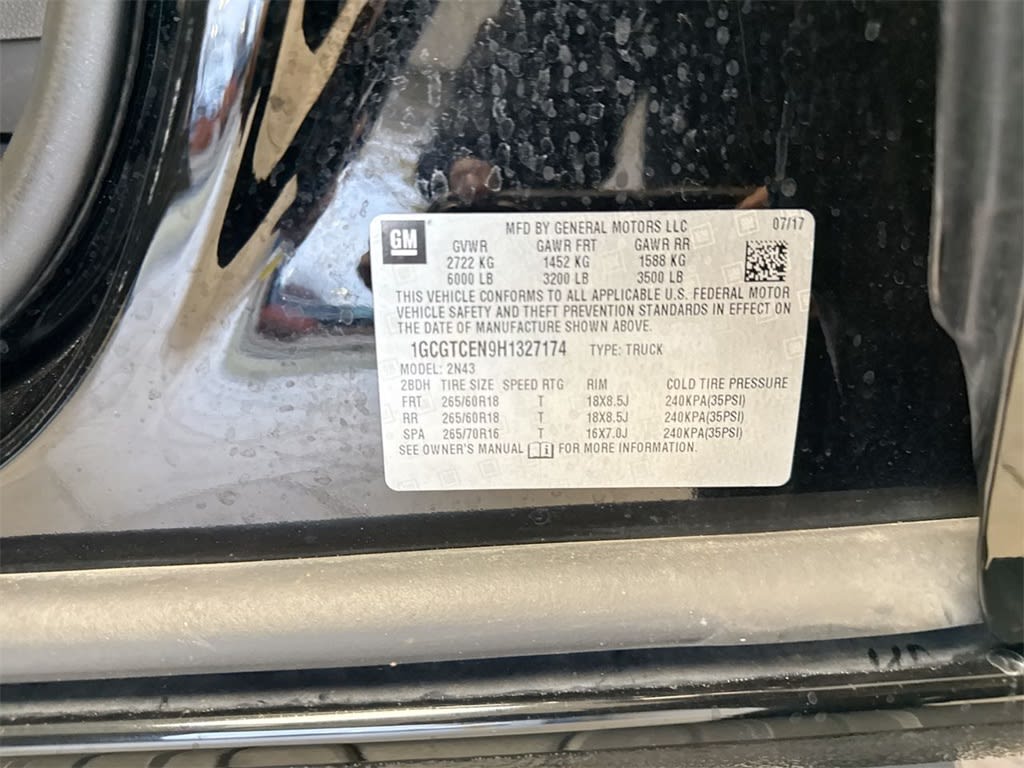 GM
MFD BY GENERAL MOTORS LLC 07/17
GVWR GAWR FRT GAWR RR
2722 KG 1452 KG 1588 KG
6000 LB 3200 LB 3500 LB
THIS VEHICLE CONFORMS TO ALL APPLICABLE U.S. FEDERAL MOTOR
VEHICLE SAFETY AND THEFT PREVENTION STANDARDS IN EFFECT ON
THE DATE OF MANUFACTURE SHOWN ABOVE.
1GCGTCEN9H1327174 TYPE: TRUCK
MODEL: 2N43
2BDH TIRE SIZE SPEED RTG RIM COLD TIRE PRESSURE
FRT 265/60R18 T 18X8.5J 240KPA(35PSI)
RR 265/60R18 T 18X8.5J 240KPA(35PSI)
SPA 265/70R16 T 16X7.0J 240KPA(35PSI)
SEE OWNER'S MANUAL FOR MORE INFORMATION.